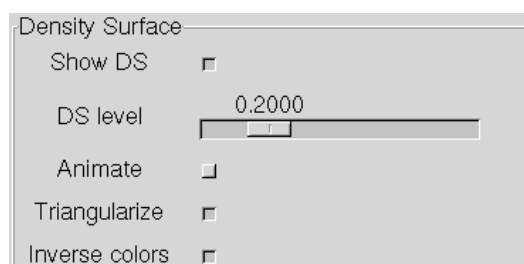 Density Surface
Show DS
0.2000
DS level
Animate
Triangularize
Inverse colors